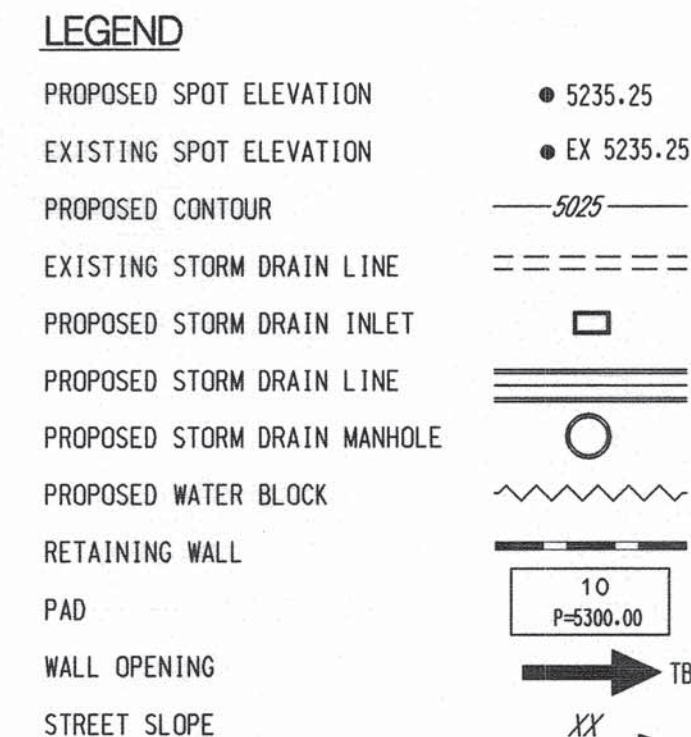 LEGEND
PROPOSED SPOT ELEVATION 5235.25
EXISTING SPOT ELEVATION EX 5235.25
PROPOSED CONTOUR 5025
EXISTING STORM DRAIN LINE
PROPOSED STORM DRAIN INLET
PROPOSED STORM DRAIN LINE
PROPOSED STORM DRAIN MANHOLE
PROPOSED WATER BLOCK
RETAINING WALL
10
PAD P=5300.00
WALL OPENING TB
STREET SLOPE XX